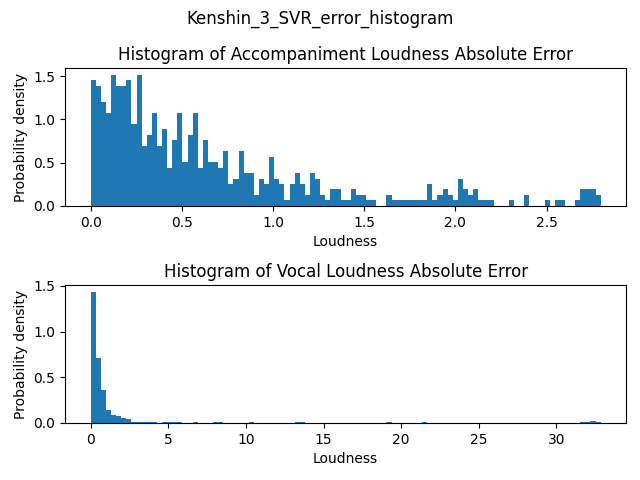 Kenshin_3_SVR_error_histogram
Histogram of Accompaniment Loudness Absolute Error
Probability density
1.5
1.0
0.5
0.0
0.0 0.5 1.0 1.5 2.0 2.5
Loudness
Histogram of Vocal Loudness Absolute Error
Probability density
1.5
1.0
0.5
0.0
0 5 10 15 20 25 30
Loudness